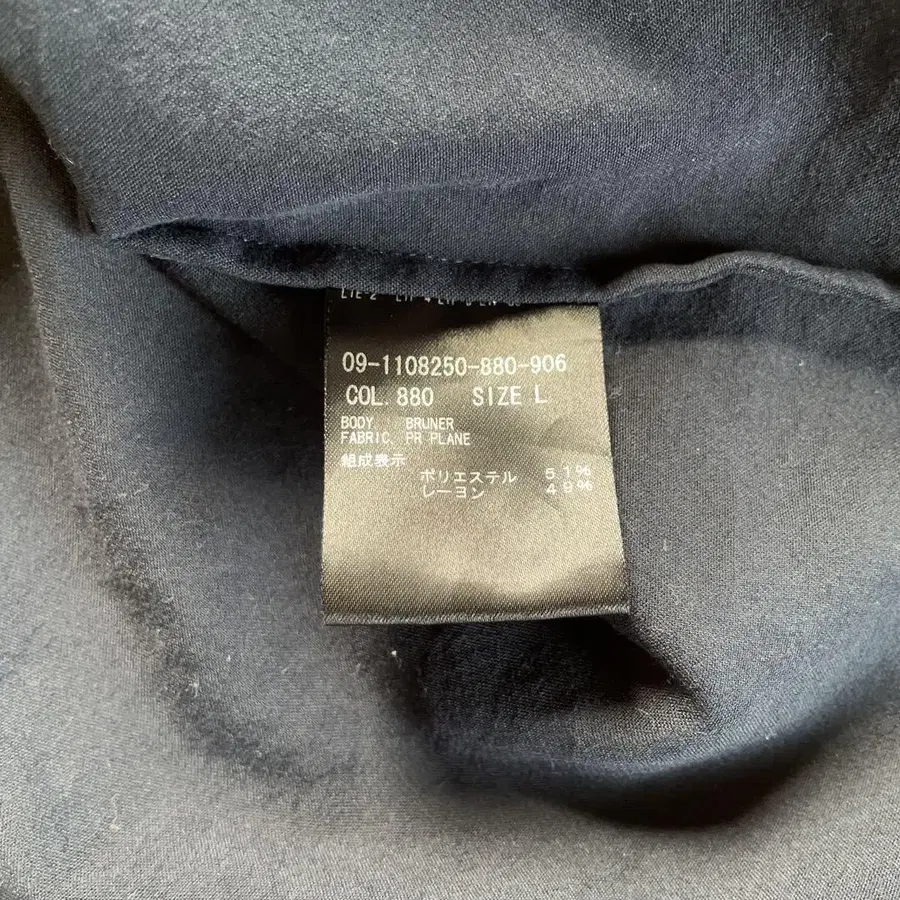 09-1108250-880-906
COL. 880 SIZE L
BODY. BRUNER
FABRIC. PR PLANE
組成表示
ポリエステル 51%
レーヨン 49%